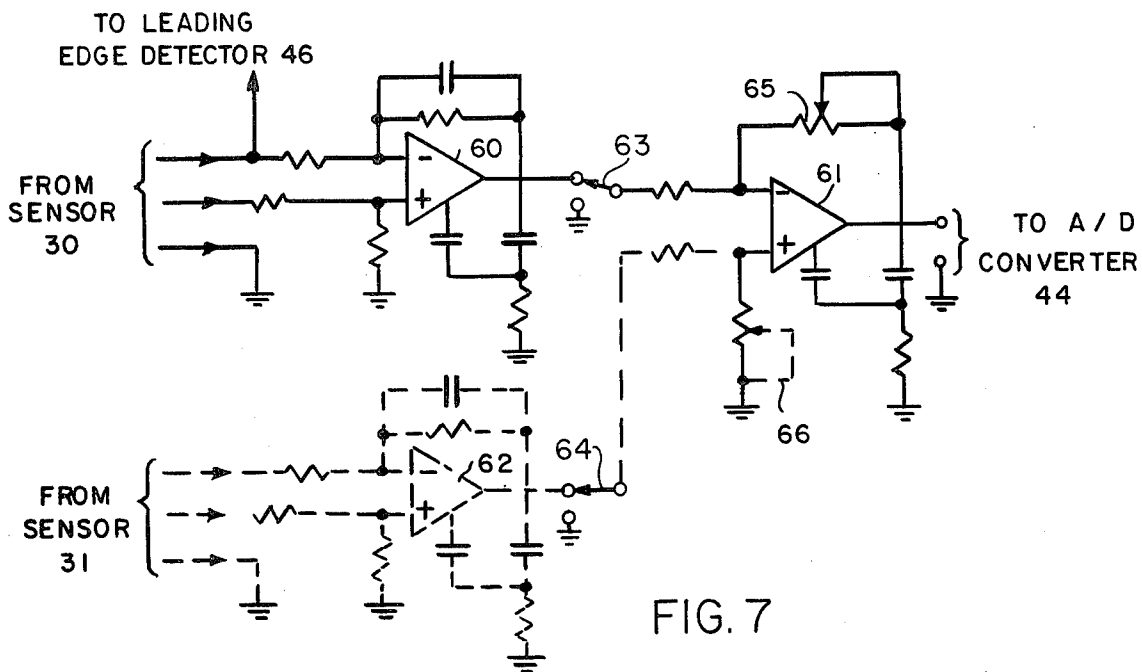 TO LEADING
EDGE DETECTOR 46
FROM
SENSOR
30
-
+
60
63
65
-
+
61
TO A/D
CONVERTER
44
66
FROM
SENSOR
31
-
+
62
64
FIG. 7